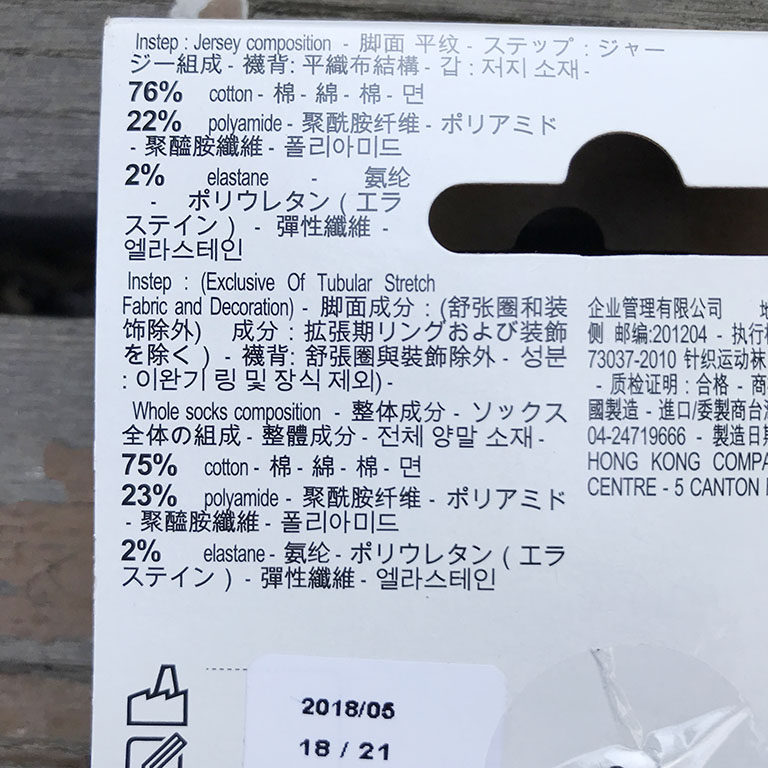 Instep : Jersey composition - 脚面 平纹 - ステップ : ジャー
ジー組成 - 襪背: 平織布結構 - 갑 : 저지 소재 -
76% cotton - 棉 - 綿 - 棉 - 면
22% polyamide - 聚酰胺纤维 - ポリアミド
- 聚醯胺纖維 - 폴리아미드
2% elastane - 氨纶
- ポリウレタン ( エラ
ステイン ) - 彈性纖維 -
엘라스테인
Instep : (Exclusive Of Tubular Stretch
Fabric and Decoration) - 脚面成分 : (舒张圈和装
饰除外) 成分 : 拡張期リングおよび装飾
を除く ) - 襪背: 舒張圈與裝飾除外 - 성분
: 이완기 링 및 장식 제외) -
Whole socks composition - 整体成分 - ソックス
全体の組成 - 整體成分 - 전체 양말 소재 -
75% cotton - 棉 - 綿 - 棉 - 면
23% polyamide - 聚酰胺纤维 - ポリアミド
- 聚醯胺纖維 - 폴리아미드
2% elastane - 氨纶 - ポリウレタン ( エラ
ステイン ) - 彈性纖維 - 엘라스테인
企业管理有限公司
侧 邮编:201204 - 执行
73037-2010 针织运动袜
- 质检证明 : 合格 - 商
國製造 - 進口/委製商台
04-24719666 - 製造日期
HONG KONG COMPA
CENTRE - 5 CANTON
2018/05
18 / 21